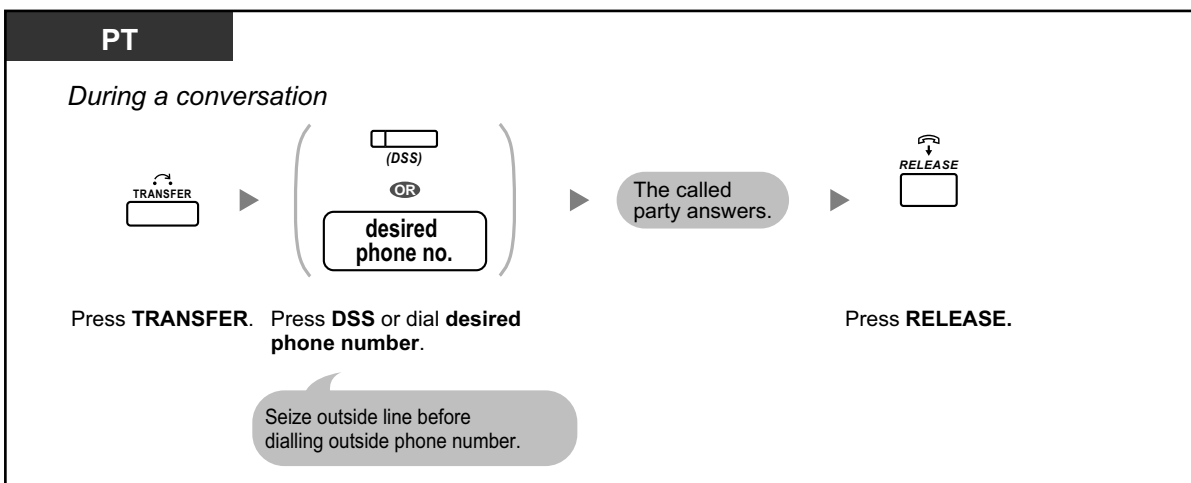 PT
During a conversation
TRANSFER
(DSS)
OR
desired
phone no.
The called
party answers.
RELEASE
Press TRANSFER.
Press DSS or dial desired
phone number.
Press RELEASE.
Seize outside line before
dialling outside phone number.